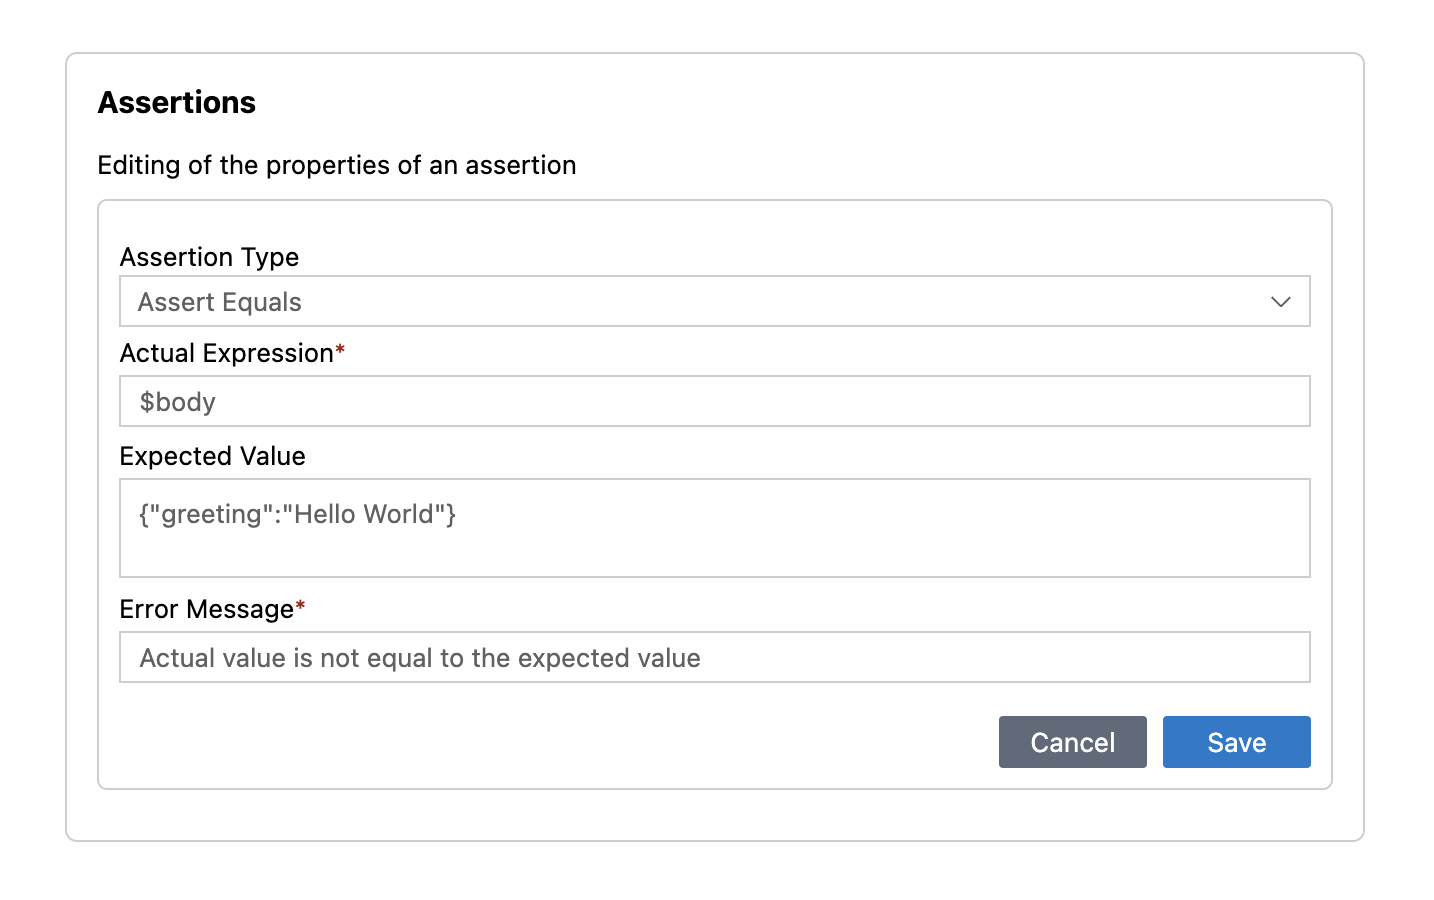 Assertions
Editing of the properties of an assertion
Assertion Type
Assert Equals
Actual Expression*
$body
Expected Value
{"greeting":"Hello World"}
Error Message*
Actual value is not equal to the expected value
Cancel Save